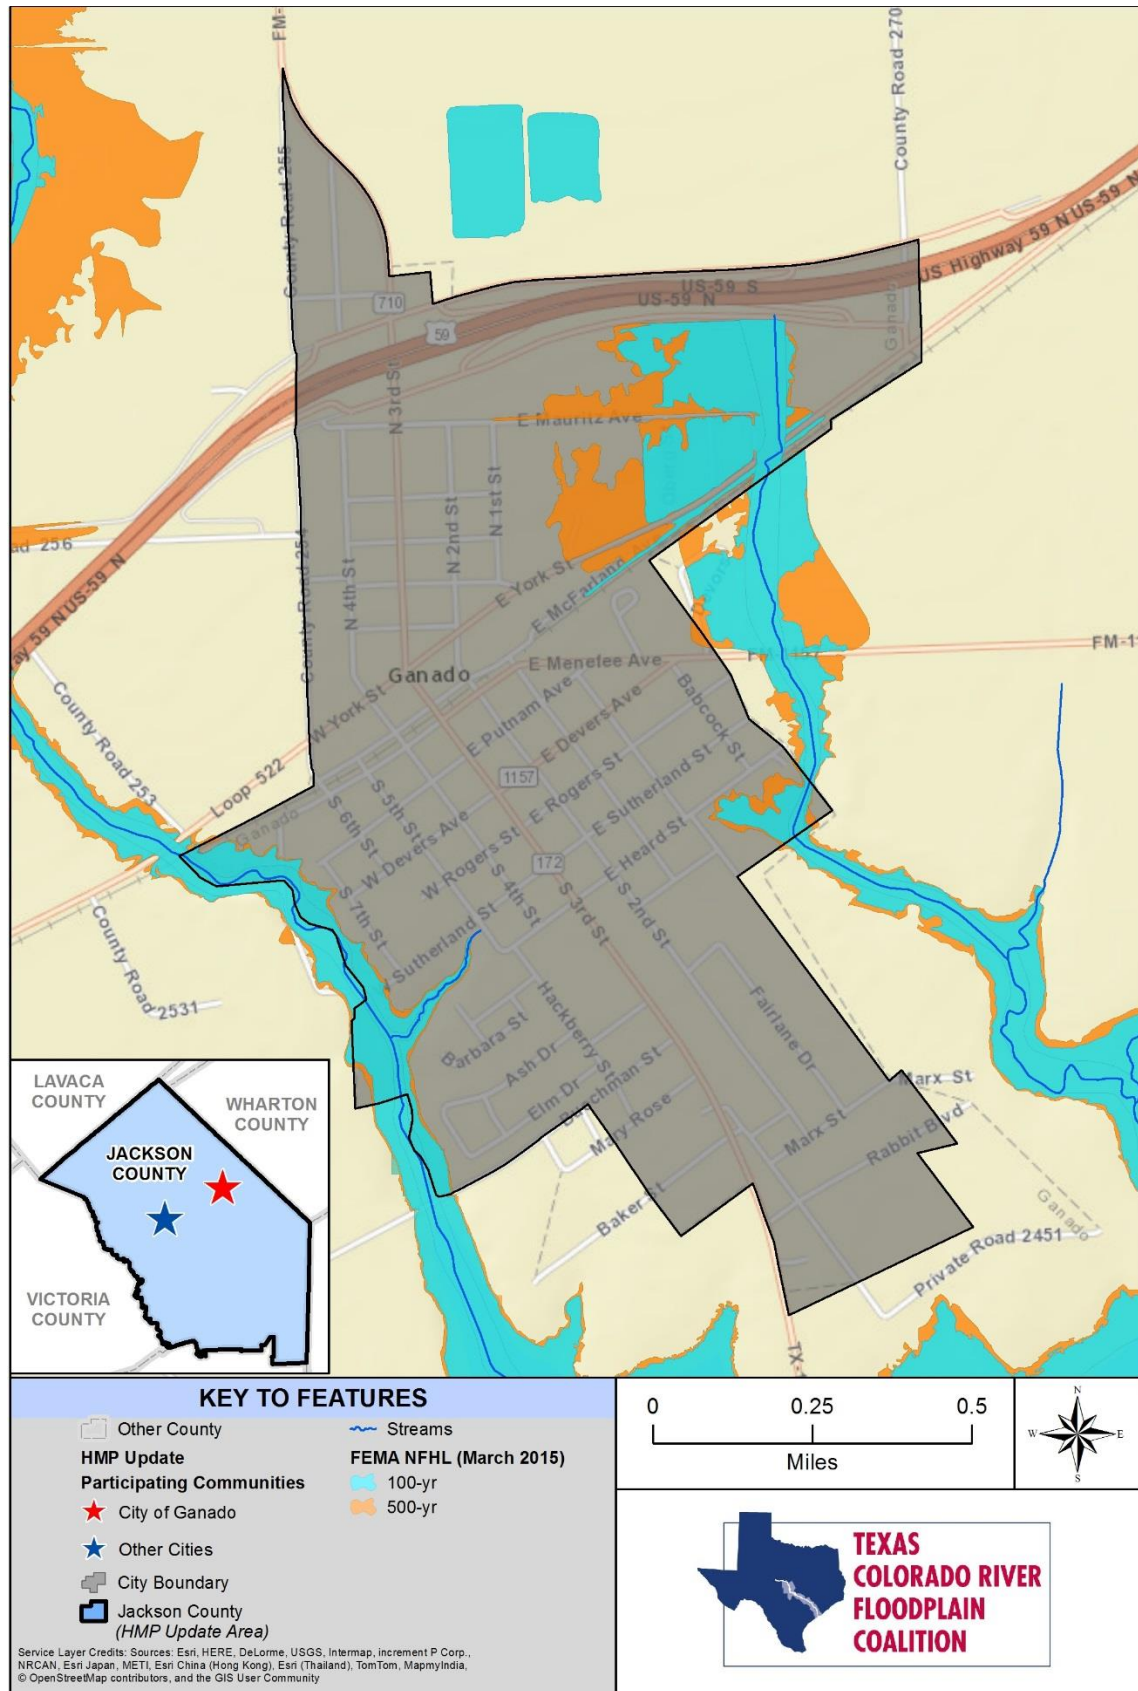 FM-
County Road 270
County Road 255
US Highway 59 N US-59 N
US-59 S
US-59 N
710
59
Ganado
N 3rd St
E Mauritz Ave
N 1st St
N 2nd St
N 4th St
County Road 254
ad 256
way 59 N US-59 N
E York St
E McFarland Ave
Devers
FM-1157
FM-11
E Menefee Ave
Ganado
Babcock St
W York St
E Putnam Ave
E Devers Ave
County Road 253
Loop 522
1157
E Rogers St
E Sutherland St
Ganado
S 5th St
S 6th St
W Devers Ave
W Rogers St
172
E Heard St
S 7th St
S 4th St
S 3rd St
S 2nd St
County Road 2531
Sutherland St
Hackberry St
Fairlane Dr
Barbara St
Ash Dr
Elm Dr
Buschman St
Mary Rose
Marx St
Marx St
Rabbit Blvd
Baker St
Ganado
Private Road 2451
TX-
LAVACA
COUNTY
WHARTON
COUNTY
JACKSON
COUNTY
VICTORIA
COUNTY
KEY TO FEATURES
Other County
HMP Update
Participating Communities
City of Ganado
Other Cities
City Boundary
Jackson County
(HMP Update Area)
Streams
FEMA NFHL (March 2015)
100-yr
500-yr
Service Layer Credits: Sources: Esri, HERE, DeLorme, USGS, Intermap, increment P Corp.,
NRCAN, Esri Japan, METI, Esri China (Hong Kong), Esri (Thailand), TomTom, MapmyIndia,
© OpenStreetMap contributors, and the GIS User Community
0 0.25 0.5
Miles
N
W E
S
TEXAS
COLORADO RIVER
FLOODPLAIN
COALITION